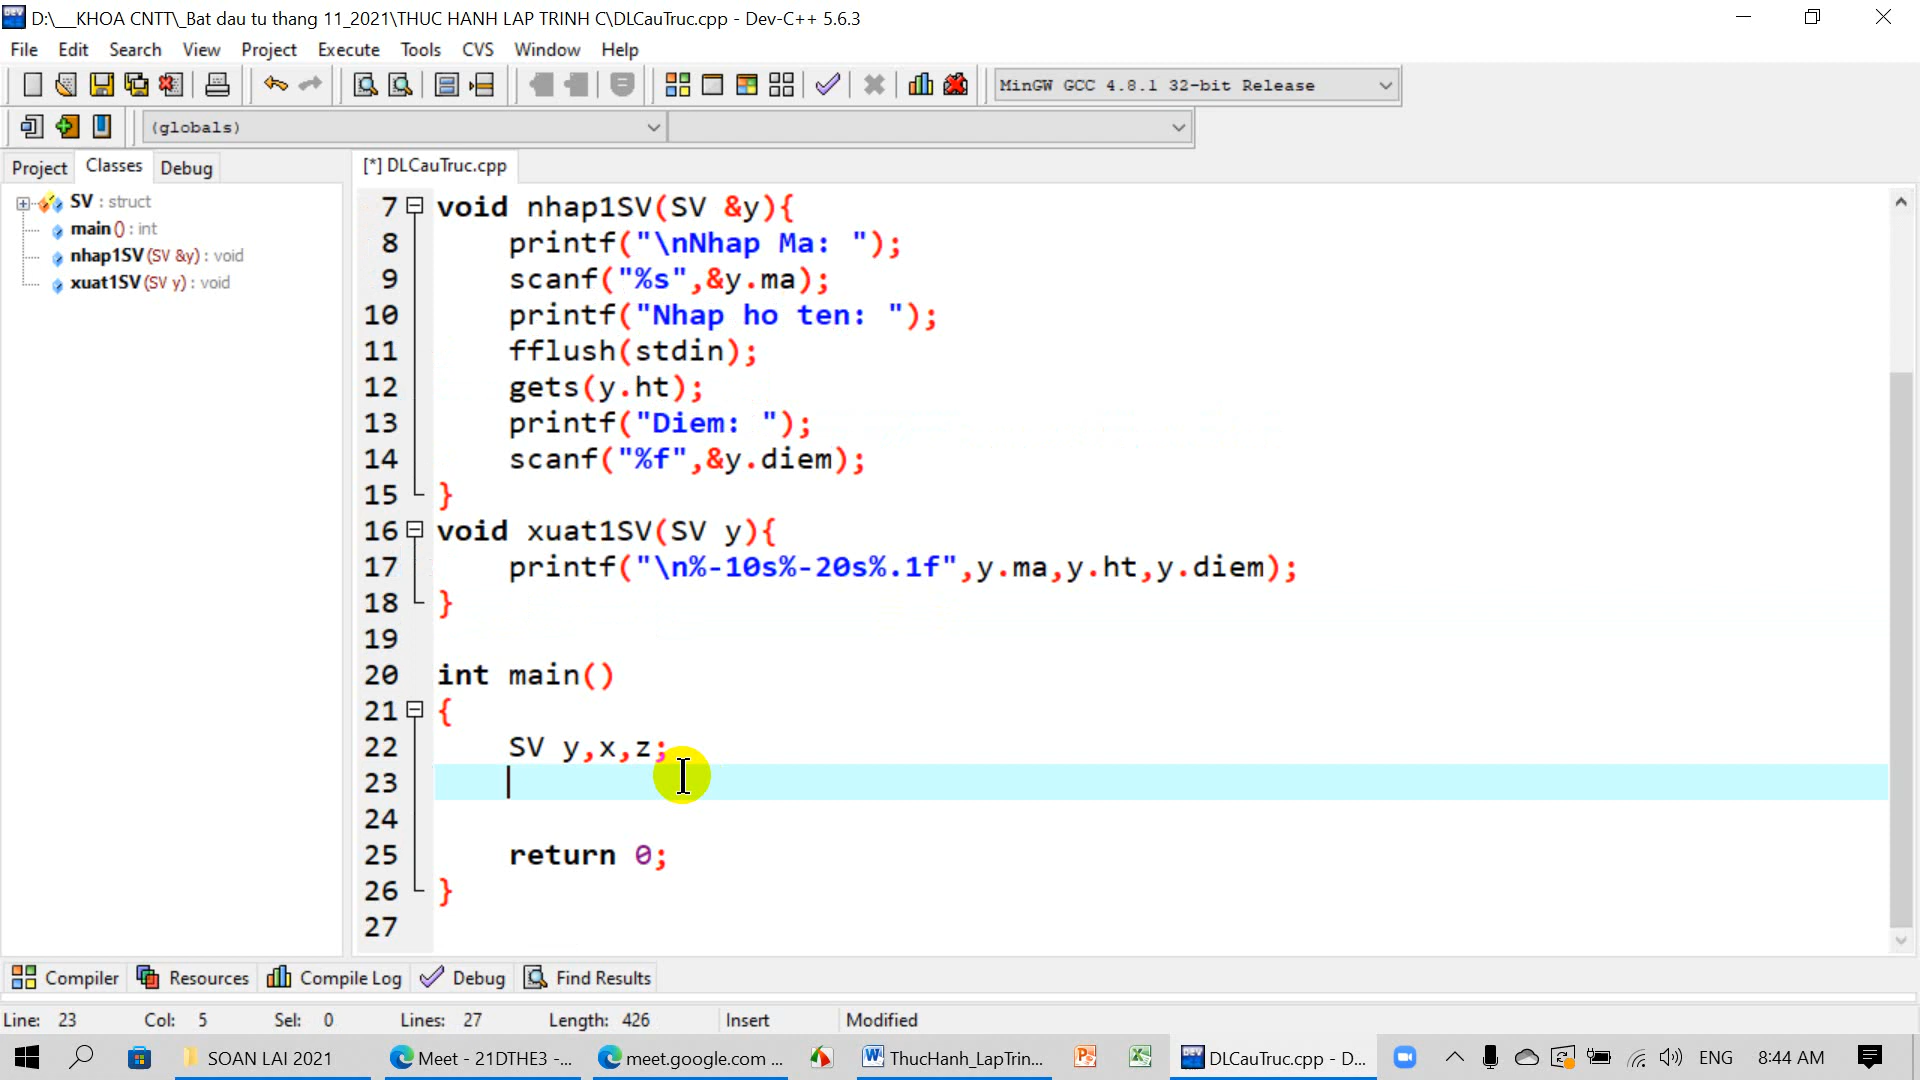 D:\__KHOA CNTT\_Bat dau tu thang 11_2021\THUC HANH LAP TRINH C\DLCauTruc.cpp - Dev-C++ 5.6.3
File Edit Search View Project Execute Tools CVS Window Help
MinGW GCC 4.8.1 32-bit Release
(globals)
Project Classes Debug
[*] DLCauTruc.cpp
SV : struct
main () : int
nhap1SV (SV &y) : void
xuat1SV (SV y) : void
7 void nhap1SV(SV &y){
8 printf("\nNhap Ma: ");
9 scanf("%s",&y.ma);
10 printf("Nhap ho ten: ");
11 fflush(stdin);
12 gets(y.ht);
13 printf("Diem: ");
14 scanf("%f",&y.diem);
15 }
16 void xuat1SV(SV y){
17 printf("\n%-10s%-20s%.1f",y.ma,y.ht,y.diem);
18 }
19
20 int main()
21 {
22 SV y,x,z;
23
24
25 return 0;
26 }
27
Compiler Resources Compile Log Debug Find Results
Line: 23 Col: 5 Sel: 0 Lines: 27 Length: 426 Insert Modified
SOAN LAI 2021 Meet - 21DTHE3 -... meet.google.com ... ThucHanh_LapTrin... DLCauTruc.cpp - D... ENG 8:44 AM